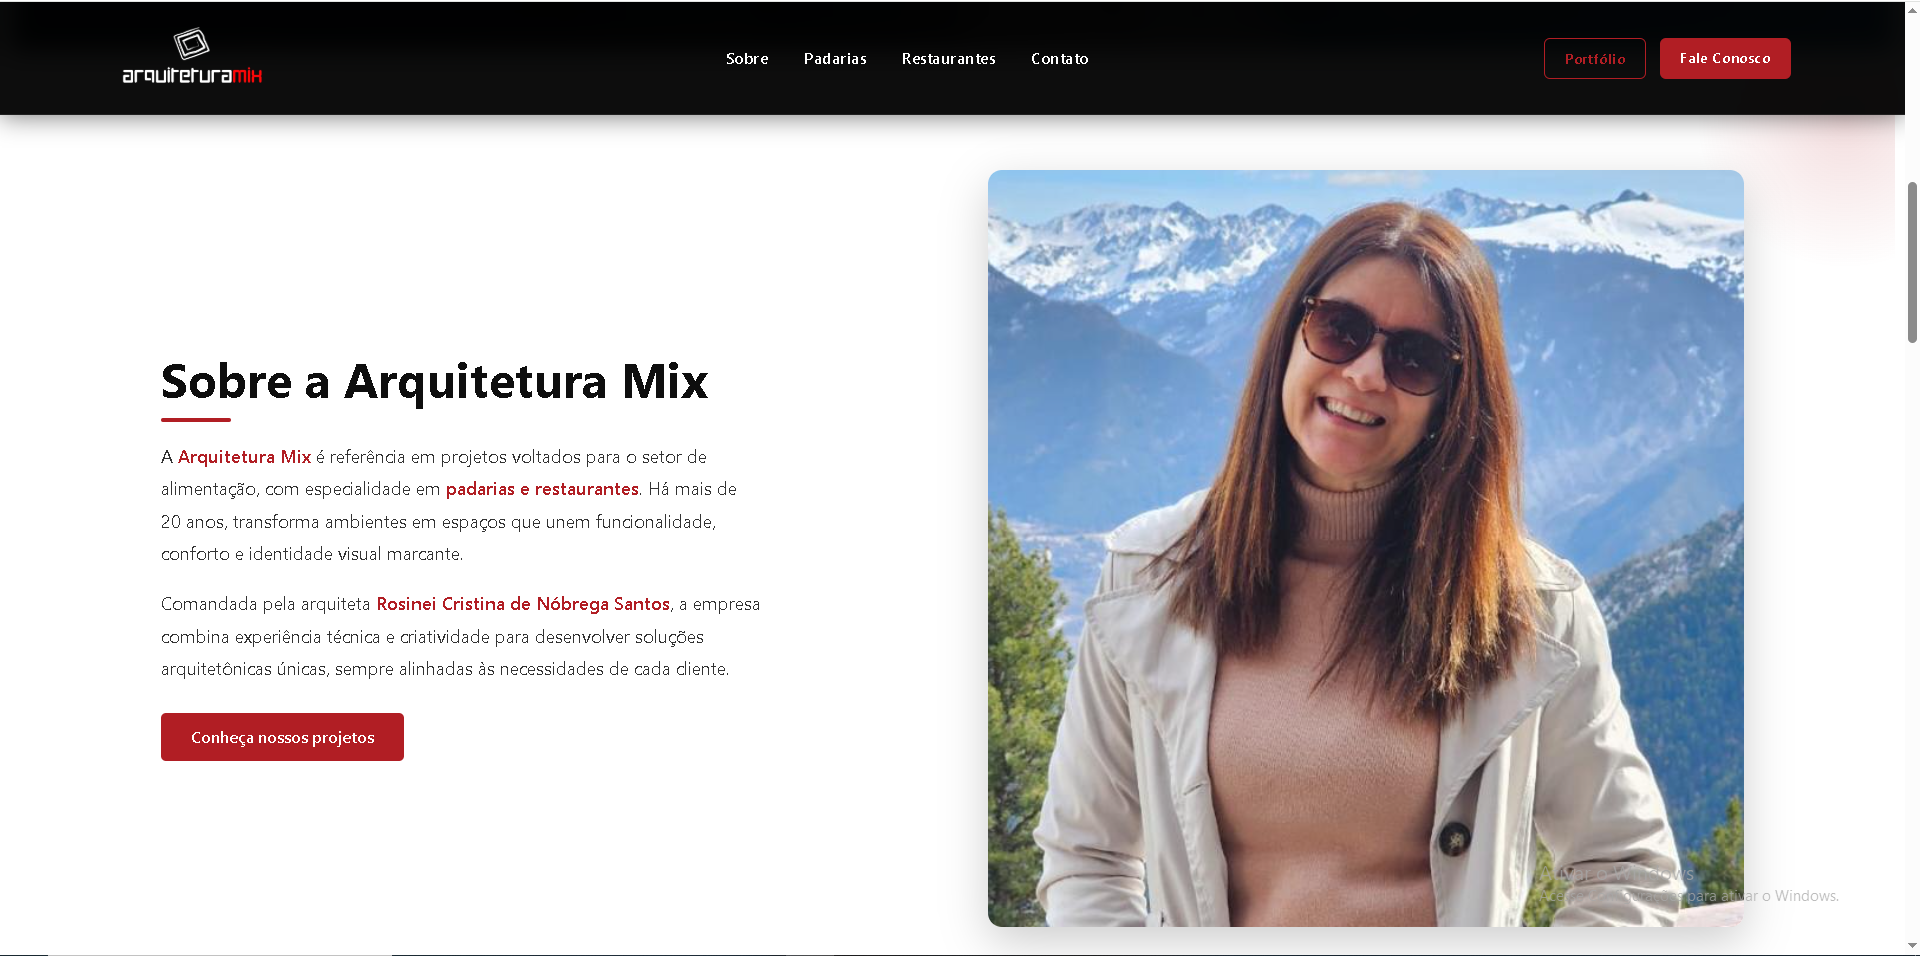 arquiteturamix
Sobre
Padarias
Restaurantes
Contato
Portfólio
Fale Conosco
Sobre a Arquitetura Mix
A Arquitetura Mix é referência em projetos voltados para o setor de
alimentação, com especialidade em padarias e restaurantes. Há mais de
20 anos, transforma ambientes em espaços que unem funcionalidade,
conforto e identidade visual marcante.
Comandada pela arquiteta Rosinei Cristina de Nóbrega Santos, a empresa
combina experiência técnica e criatividade para desenvolver soluções
arquitetônicas únicas, sempre alinhadas às necessidades de cada cliente.
Conheça nossos projetos
o Windows
para ativar o Windows.